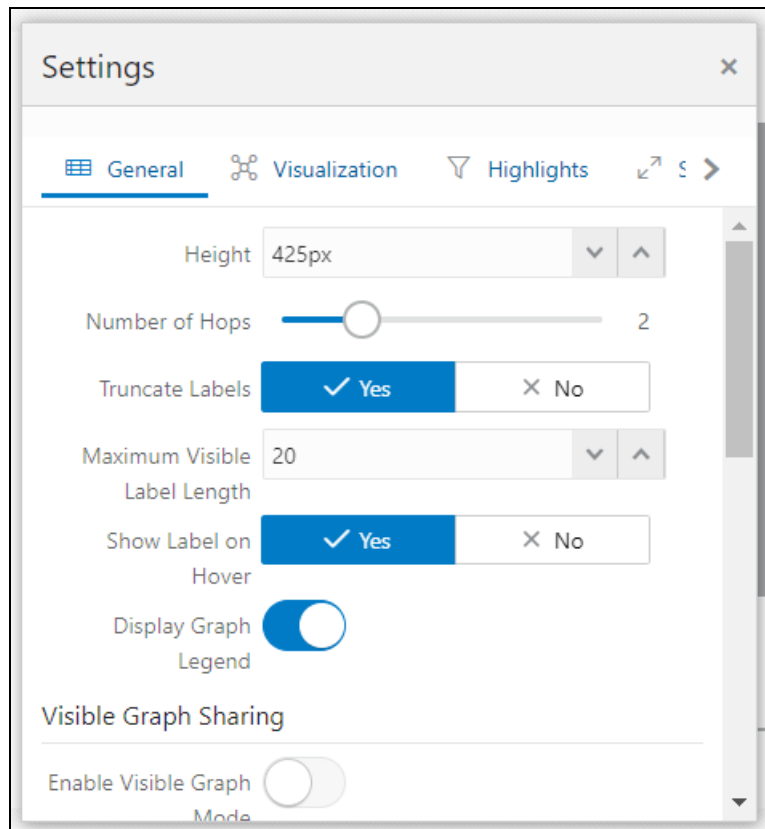 Settings
General Visualization Highlights S
Height 425px
Number of Hops 2
Truncate Labels Yes No
Maximum Visible 20
Label Length
Show Label on Yes No
Hover
Display Graph
Legend
Visible Graph Sharing
Enable Visible Graph
Mode